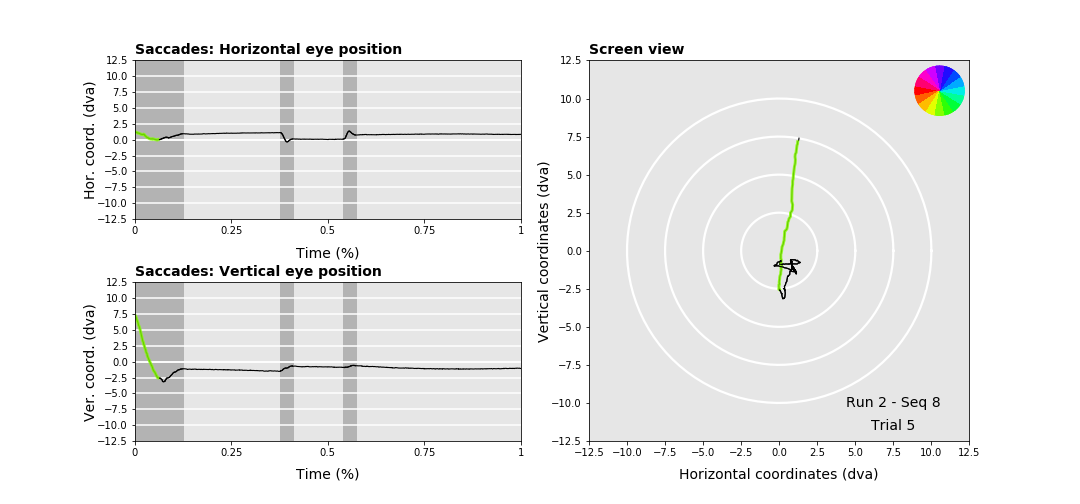 Saccades: Horizontal eye position
Hor. coord. (dva)
12.5
10.0
7.5
5.0
2.5
0.0
−2.5
−5.0
−7.5
−10.0
−12.5
0 0.25 0.5 0.75 1
Time (%)
Saccades: Vertical eye position
Ver. coord. (dva)
12.5
10.0
7.5
5.0
2.5
0.0
−2.5
−5.0
−7.5
−10.0
−12.5
0 0.25 0.5 0.75 1
Time (%)
Screen view
Vertical coordinates (dva)
12.5
10.0
7.5
5.0
2.5
0.0
−2.5
−5.0
−7.5
−10.0
−12.5
Run 2 - Seq 8
Trial 5
−12.5 −10.0 −7.5 −5.0 −2.5 0.0 2.5 5.0 7.5 10.0 12.5
Horizontal coordinates (dva)